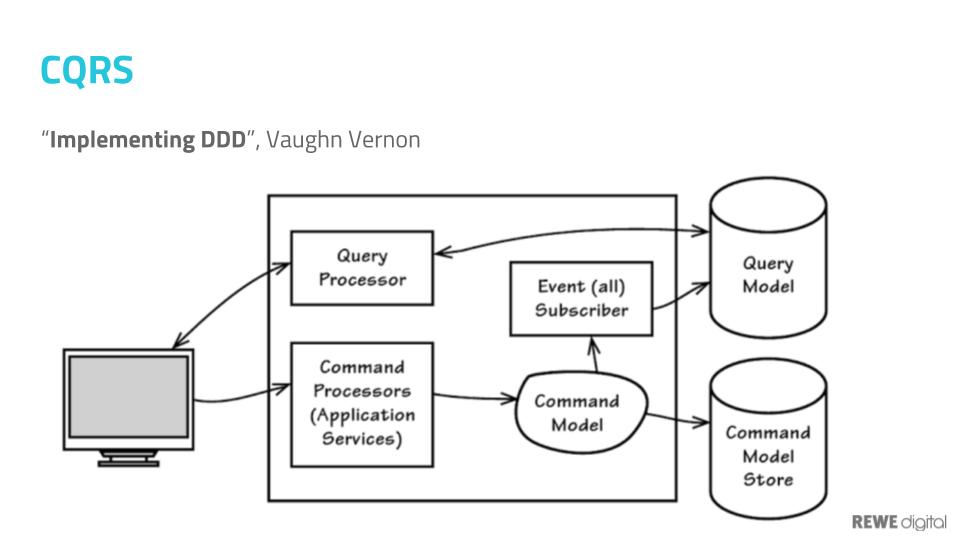 CQRS
“Implementing DDD”, Vaughn Vernon
Query
Processor
Event (all)
Subscriber
Query
Model
Command
Processors
(Application
Services)
Command
Model
Command
Model
Store
REWE digital